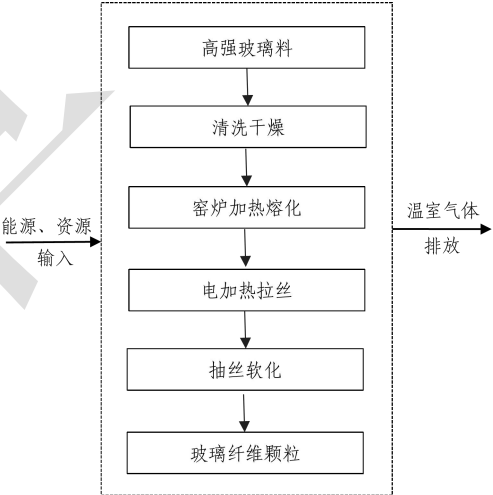 高强玻璃料
清洗干燥
窑炉加热熔化
能源、资源
输入
温室气体
排放
电加热拉丝
抽丝软化
玻璃纤维颗粒